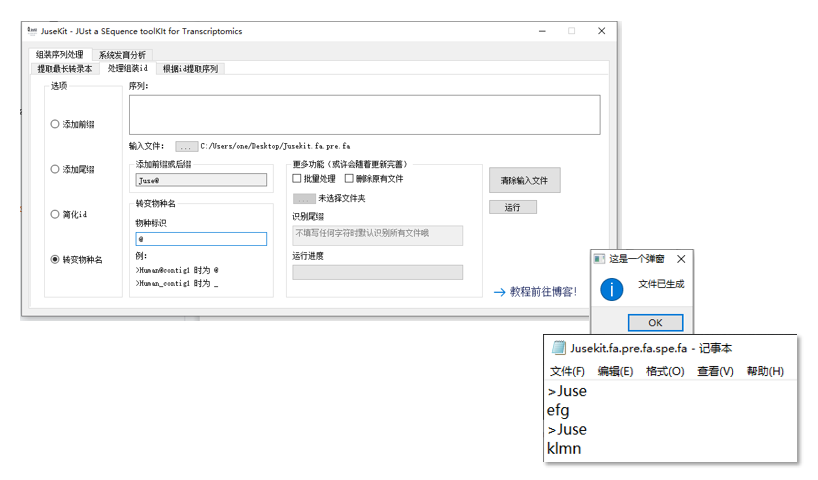 JuseKit - JUst a SEquence toolKIt for Transcriptomics
组装序列处理 系统发育分析
提取最长转录本 处理组装id 根据id提取序列
选项
序列:
添加前缀
添加尾缀
简化id
转变物种名
输入文件: ... C:/Users/one/Desktop/Jusekit.fa.pre.fa
添加前缀或后缀
Juse@
转变物种名
物种标识
@
例:
>Human@contig1 时为 @
>Human_contig1 时为 _
更多功能（或许会随着更新完善）
批量处理 删除原有文件
... 未选择文件夹
识别尾缀
不填写任何字符时默认识别所有文件哦
运行进度
清除输入文件
运行
→ 教程前往博客!
这是一个弹窗
文件已生成
OK
Jusekit.fa.pre.fa.spe.fa - 记事本
文件(F) 编辑(E) 格式(O) 查看(V) 帮助(H)
>Juse
efg
>Juse
klmn